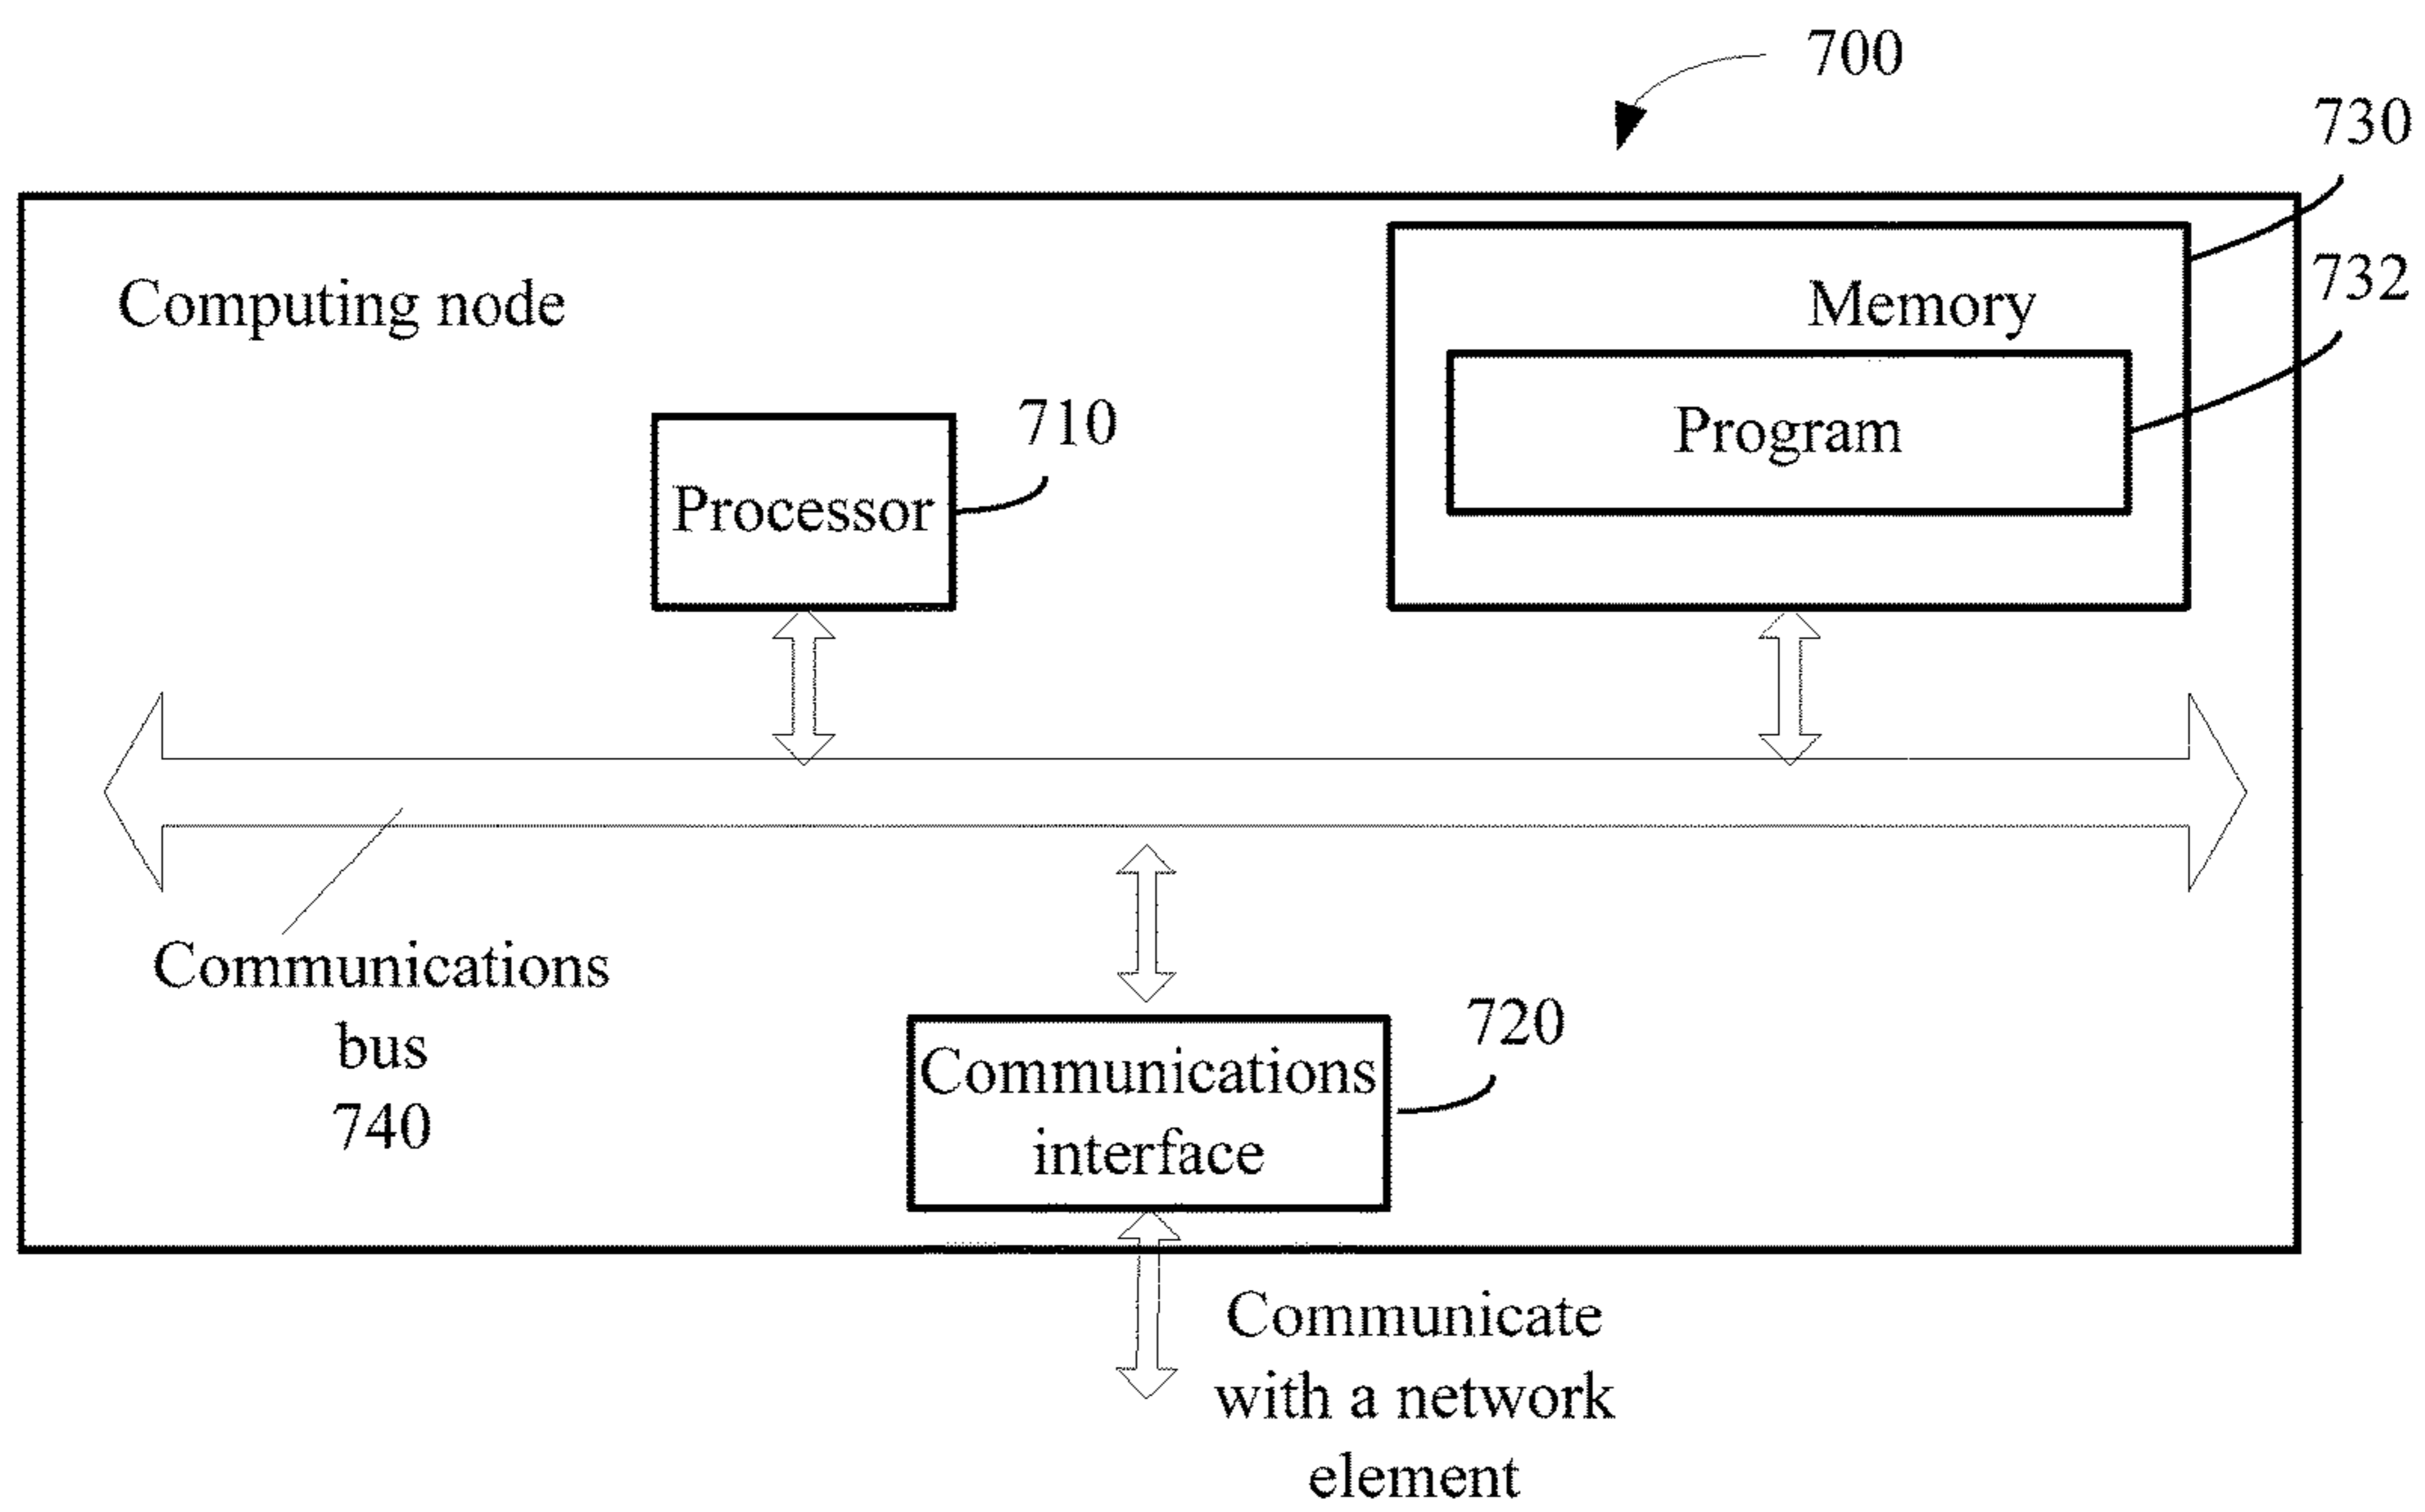 700
730
Computing node
Memory
732
710
Program
Processor
Communications
bus
740
720
Communications
interface
Communicate
with a network
element